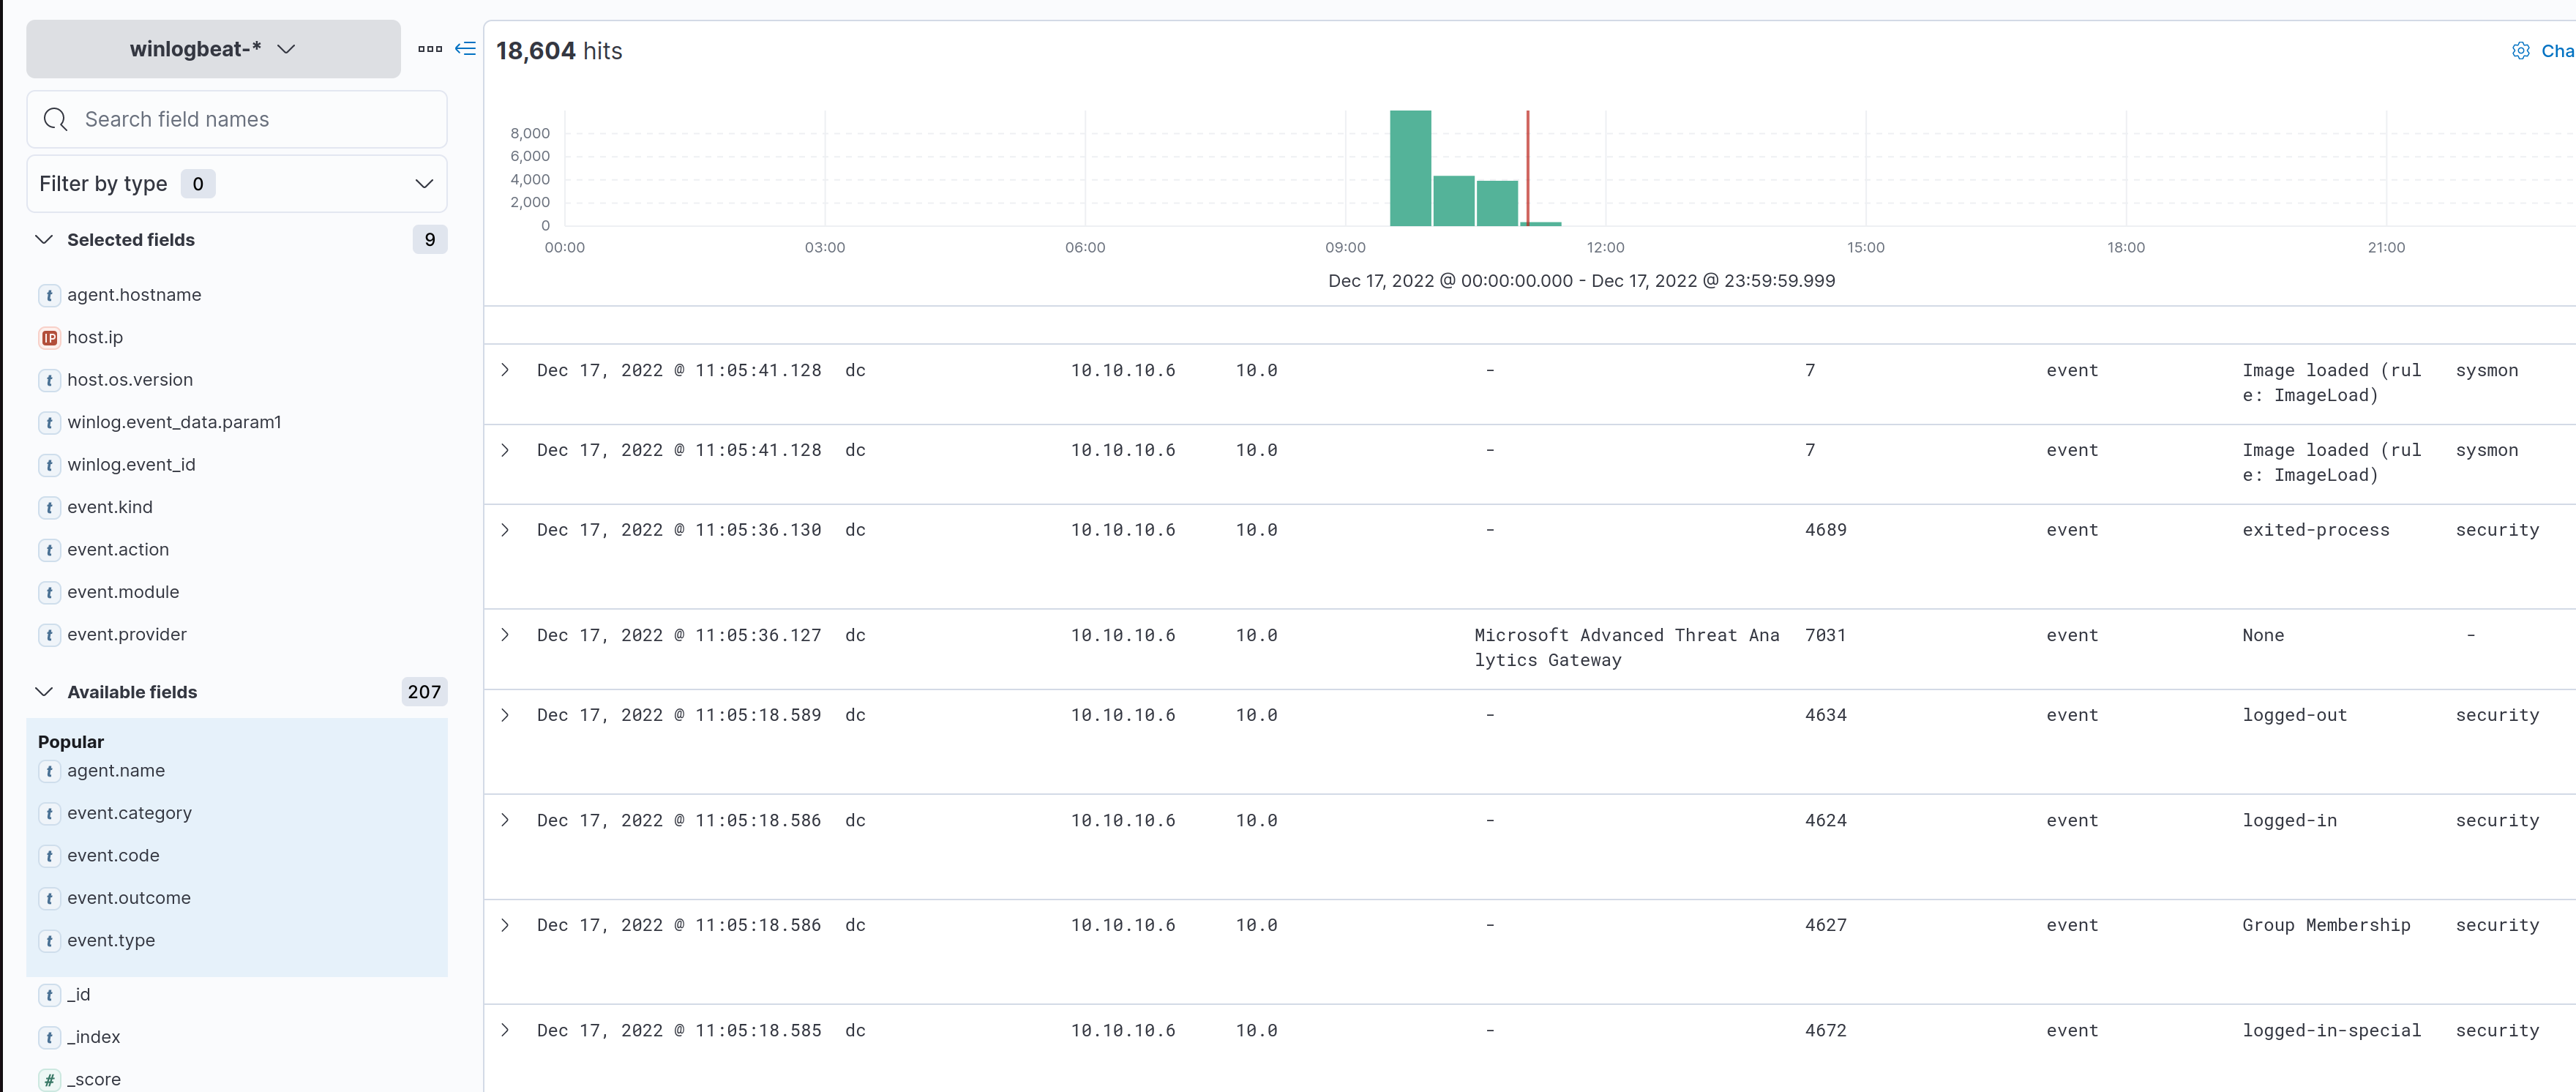 winlogbeat-*
Search field names
Filter by type 0
Selected fields 9
agent.hostname
host.ip
host.os.version
winlog.event_data.param1
winlog.event_id
event.kind
event.action
event.module
event.provider
Available fields 207
Popular
agent.name
event.category
event.code
event.outcome
event.type
_id
_index
_score
18,604 hits
Cha
8,000
6,000
4,000
2,000
0
00:00 03:00 06:00 09:00 12:00 15:00 18:00 21:00
Dec 17, 2022 @ 00:00:00.000 - Dec 17, 2022 @ 23:59:59.999
Dec 17, 2022 @ 11:05:41.128 dc 10.10.10.6 10.0 - 7 event Image loaded (rul sysmon
e: ImageLoad)
Dec 17, 2022 @ 11:05:41.128 dc 10.10.10.6 10.0 - 7 event Image loaded (rul sysmon
e: ImageLoad)
Dec 17, 2022 @ 11:05:36.130 dc 10.10.10.6 10.0 - 4689 event exited-process security
Dec 17, 2022 @ 11:05:36.127 dc 10.10.10.6 10.0 Microsoft Advanced Threat Ana 7031 event None -
lytics Gateway
Dec 17, 2022 @ 11:05:18.589 dc 10.10.10.6 10.0 - 4634 event logged-out security
Dec 17, 2022 @ 11:05:18.586 dc 10.10.10.6 10.0 - 4624 event logged-in security
Dec 17, 2022 @ 11:05:18.586 dc 10.10.10.6 10.0 - 4627 event Group Membership security
Dec 17, 2022 @ 11:05:18.585 dc 10.10.10.6 10.0 - 4672 event logged-in-special security